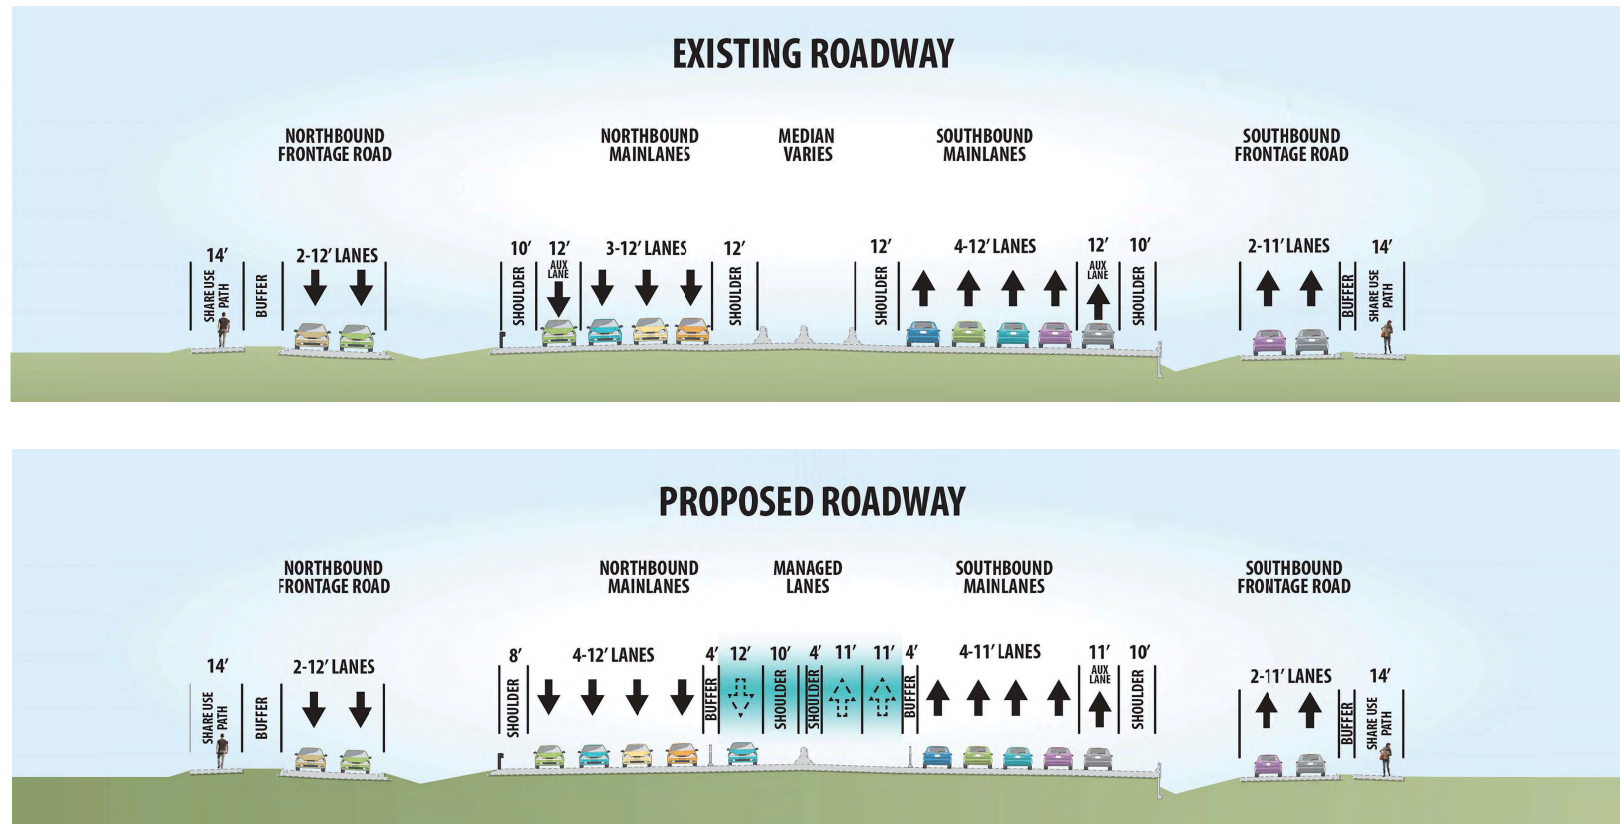 EXISTING ROADWAY
NORTHBOUND
FRONTAGE ROAD
NORTHBOUND
MAINLANES
MEDIAN
VARIES
SOUTHBOUND
MAINLANES
SOUTHBOUND
FRONTAGE ROAD
14'
SHARE USE
PATH
BUFFER
2-12' LANES
10'
SHOULDER
12'
AUX
LANE
3-12' LANES
12'
SHOULDER
12'
SHOULDER
4-12' LANES
12'
AUX
LANE
10'
SHOULDER
2-11' LANES
BUFFER
14'
SHARE USE
PATH
PROPOSED ROADWAY
NORTHBOUND
FRONTAGE ROAD
NORTHBOUND
MAINLANES
MANAGED
LANES
SOUTHBOUND
MAINLANES
SOUTHBOUND
FRONTAGE ROAD
14'
SHARE USE
PATH
BUFFER
2-12' LANES
8'
SHOULDER
4-12' LANES
4'
BUFFER
12'
10'
SHOULDER
4'
SHOULDER
11'
11'
4'
BUFFER
4-11' LANES
11'
AUX
LANE
10'
SHOULDER
2-11' LANES
BUFFER
14'
SHARE USE
PATH